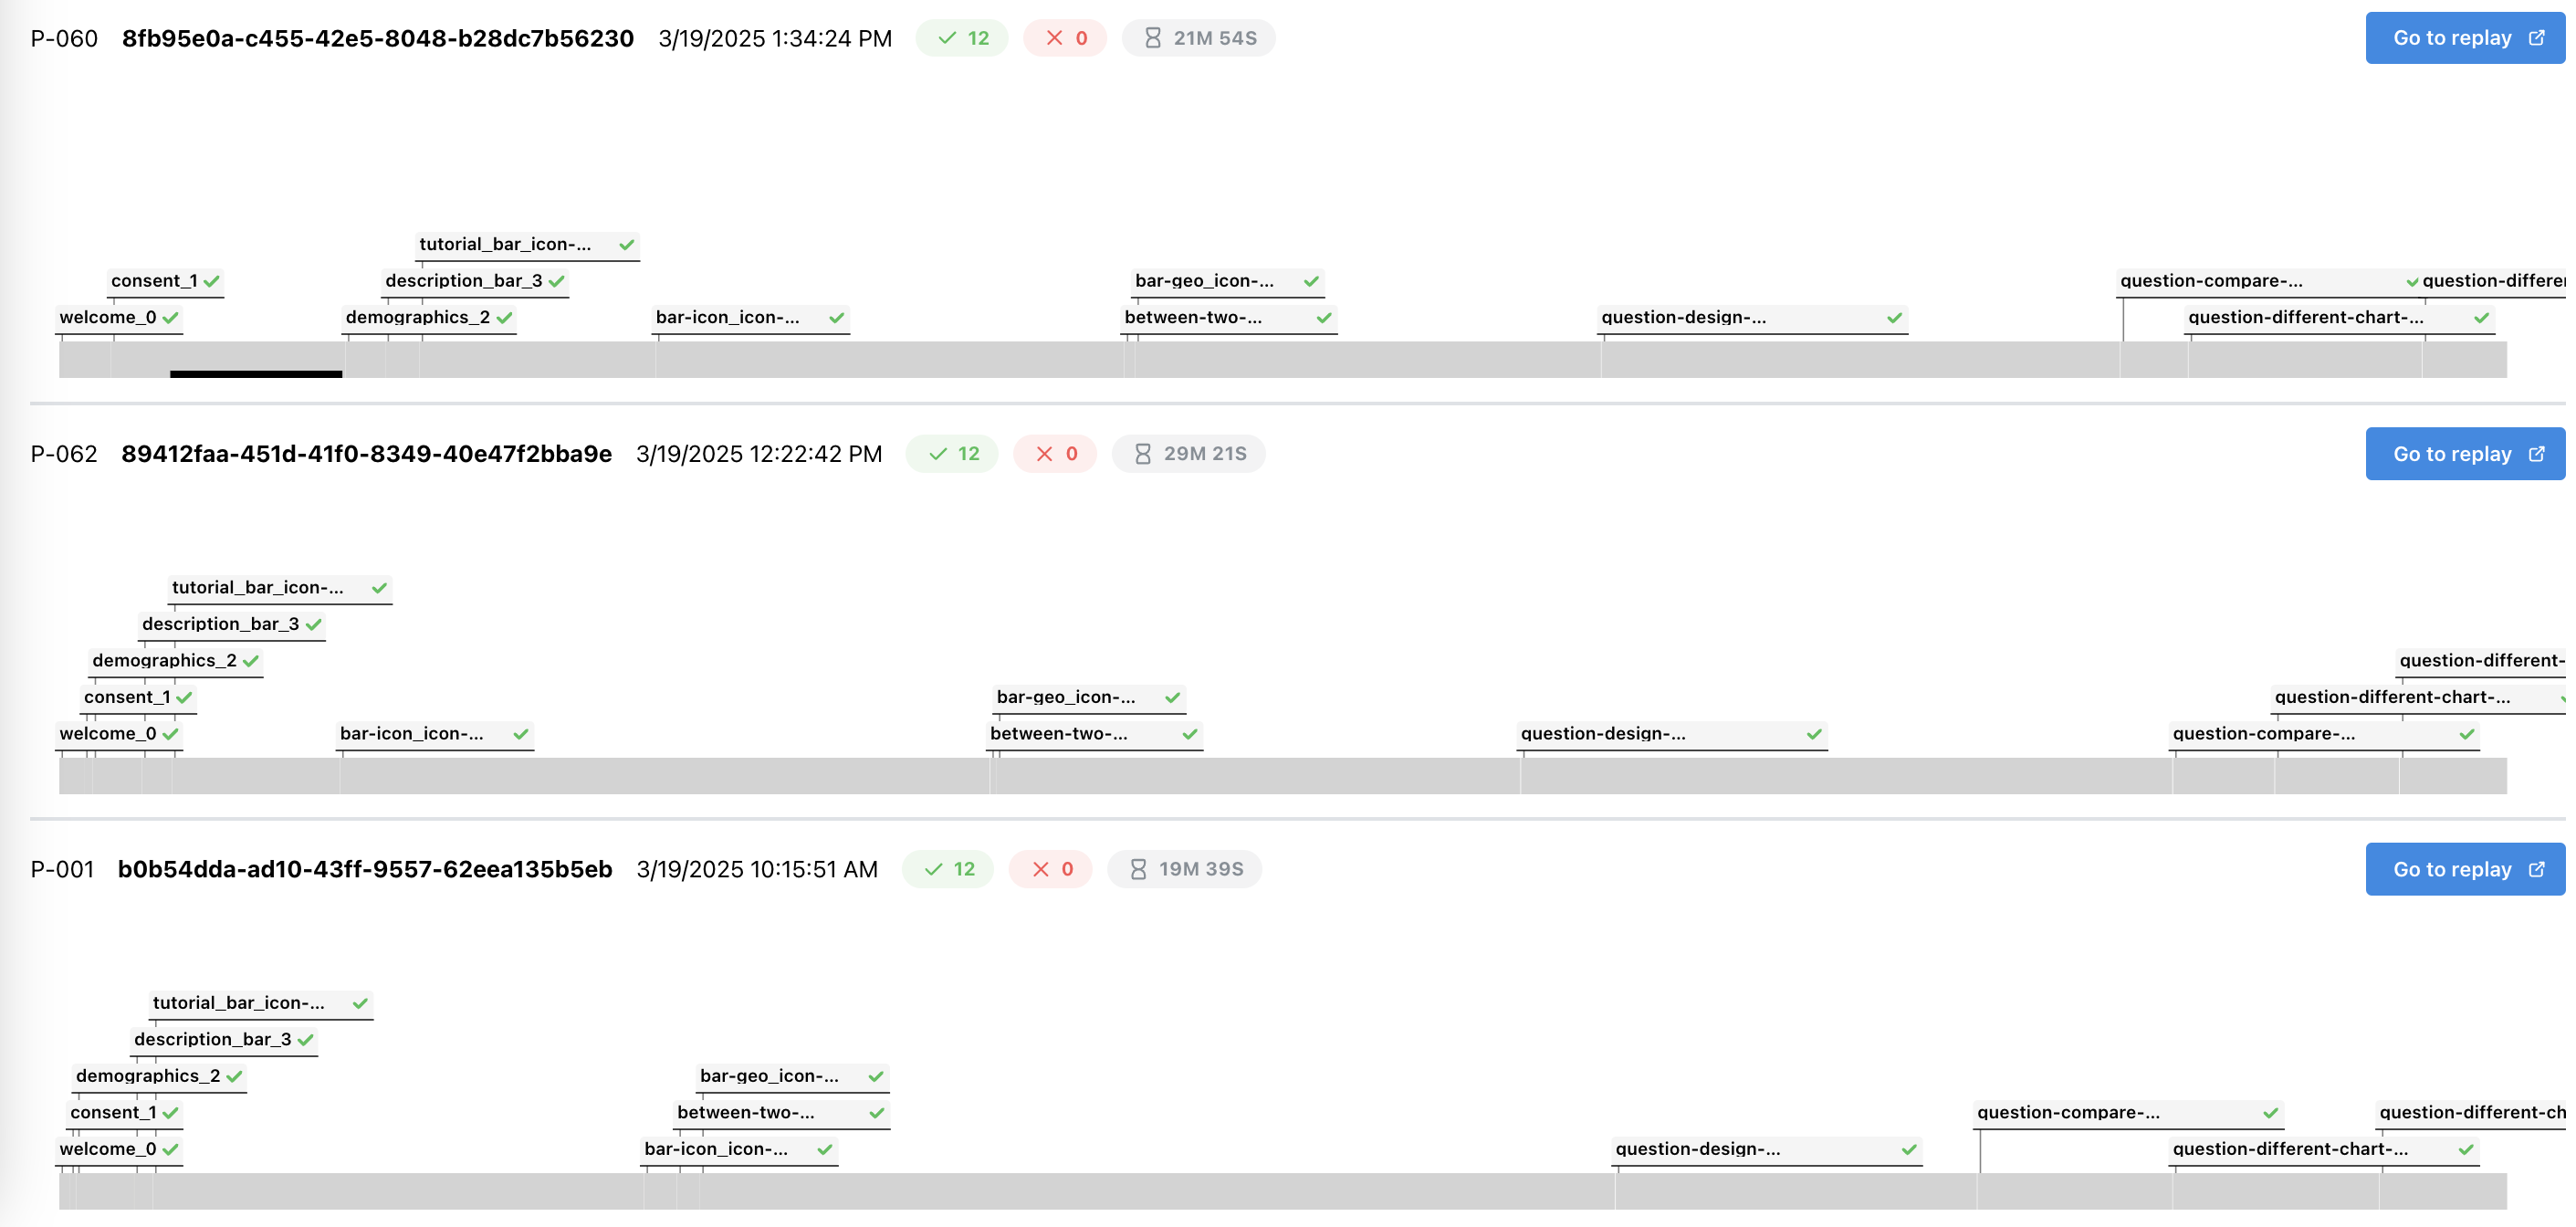 P-060 8fb95e0a-c455-42e5-8048-b28dc7b56230 3/19/2025 1:34:24 PM 12 0 21M 54S Go to replay
tutorial_bar_icon-...
consent_1 description_bar_3 bar-geo_icon-... question-compare-... question-differer
welcome_0 demographics_2 bar-icon_icon-... between-two-... question-design-... question-different-chart-...
P-062 89412faa-451d-41f0-8349-40e47f2bba9e 3/19/2025 12:22:42 PM 12 0 29M 21S Go to replay
tutorial_bar_icon-...
description_bar_3
demographics_2 question-different-
consent_1 bar-geo_icon-... question-different-chart-...
welcome_0 bar-icon_icon-... between-two-... question-design-... question-compare-...
P-001 b0b54dda-ad10-43ff-9557-62eea135b5eb 3/19/2025 10:15:51 AM 12 0 19M 39S Go to replay
tutorial_bar_icon-...
description_bar_3
demographics_2 bar-geo_icon-...
consent_1 between-two-... question-compare-... question-different-ch
welcome_0 bar-icon_icon-... question-design-... question-different-chart-...